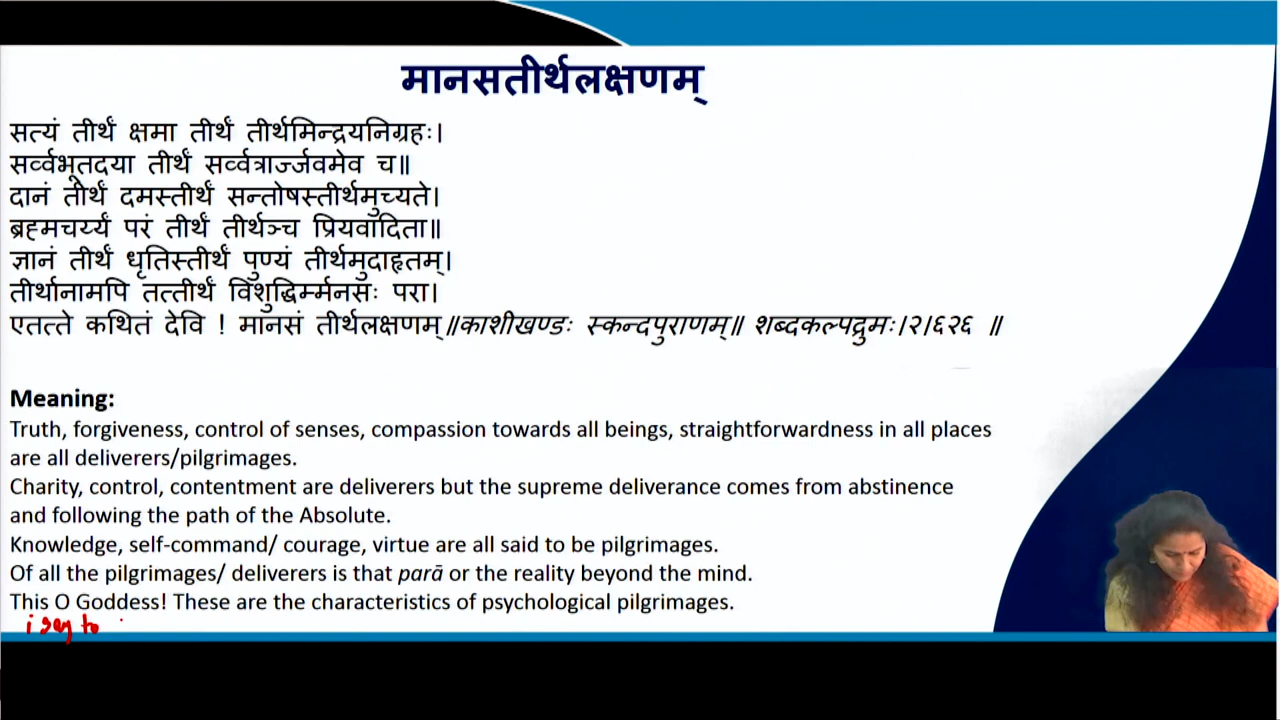 मानसतीर्थलक्षणम्
सत्यं तीर्थं क्षमा तीर्थं तीर्थमिन्द्रयनिग्रहः।
सर्व्वभूतदया तीर्थं सर्व्वत्रार्ज्जवमेव च॥
दानं तीर्थं दमस्तीर्थं सन्तोषस्तीर्थमुच्यते।
ब्रह्मचर्य्यं परं तीर्थं तीर्थञ्च प्रियवादिता॥
ज्ञानं तीर्थं धृतिस्तीर्थं पुण्यं तीर्थमुदाहृतम्।
तीर्थानामपि तत्तीर्थं विशुद्धिर्म्मनसः परा।
एतत्ते कथितं देवि ! मानसं तीर्थलक्षणम्॥काशीखण्डः स्कन्दपुराणम्॥ शब्दकल्पद्रुमः।२।६२६ ॥
Meaning:
Truth, forgiveness, control of senses, compassion towards all beings, straightforwardness in all places
are all deliverers/pilgrimages.
Charity, control, contentment are deliverers but the supreme deliverance comes from abstinence
and following the path of the Absolute.
Knowledge, self-command/ courage, virtue are all said to be pilgrimages.
Of all the pilgrimages/ deliverers is that parā or the reality beyond the mind.
This O Goddess! These are the characteristics of psychological pilgrimages.
i say to